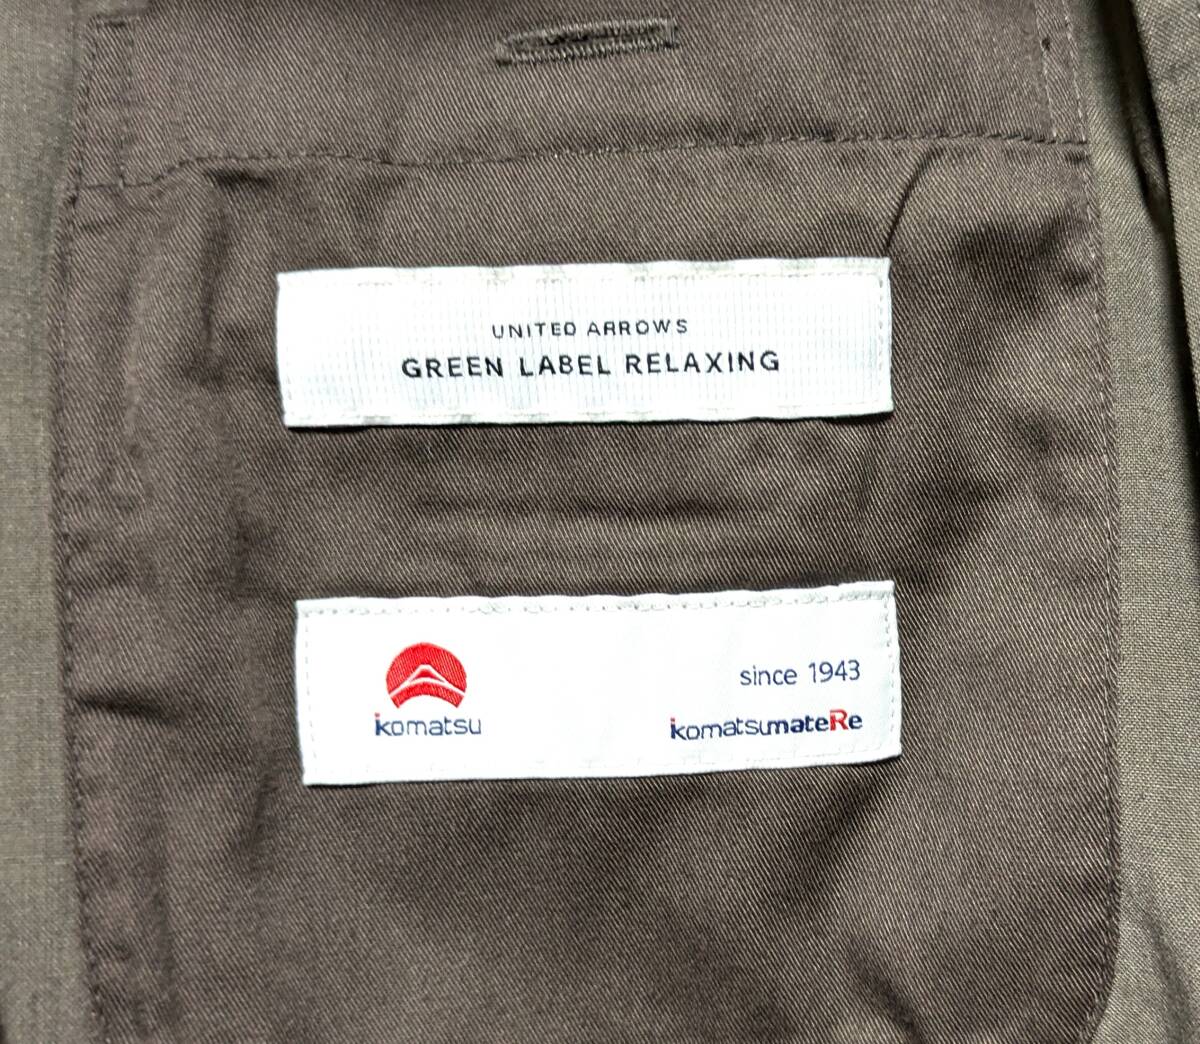 UNITED ARROWS
GREEN LABEL RELAXING
komatsu
since 1943
komatsumateRe